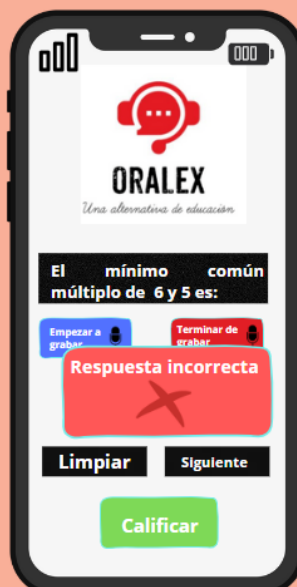 ORALEX
Una alternativa de educación
El mínimo común
múltiplo de 6 y 5 es:
Empezar a
grabar
Terminar de
grabar
Respuesta incorrecta
Limpiar
Siguiente
Calificar